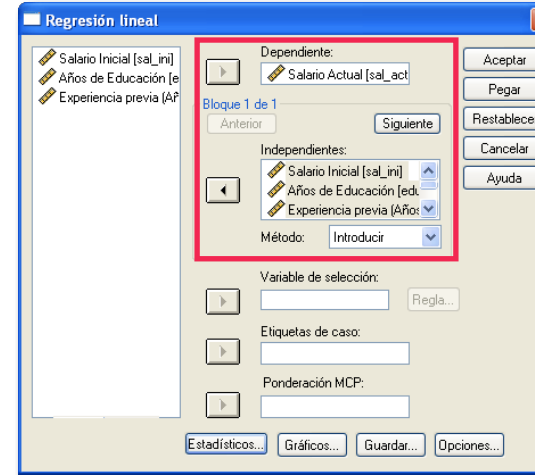 Regresión lineal
Salario Inicial [sal_ini]
Años de Educación [e
Experiencia previa (Añ
Dependiente:
Salario Actual [sal_act
Bloque 1 de 1
Anterior
Siguiente
Independientes:
Salario Inicial [sal_ini]
Años de Educación [edu
Experiencia previa (Años
Método:
Introducir
Variable de selección:
Regla...
Etiquetas de caso:
Ponderación MCP:
Aceptar
Pegar
Restablece
Cancelar
Ayuda
Estadísticos...
Gráficos...
Guardar...
Opciones...